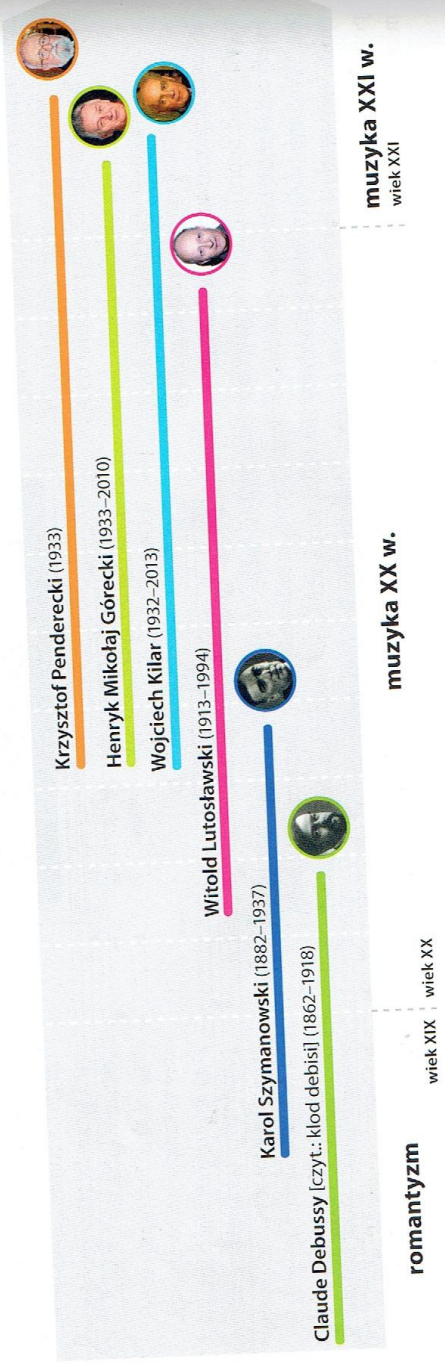 Krzysztof Penderecki (1933)
Henryk Mikołaj Górecki (1933–2010)
Wojciech Kilar (1932–2013)
Witold Lutosławski (1913–1994)
Karol Szymanowski (1882–1937)
Claude Debussy [czyt.: klod debisi] (1862–1918)
wiek XIX
wiek XX
wiek XXI
romantyzm
muzyka XX w.
muzyka XXI w.